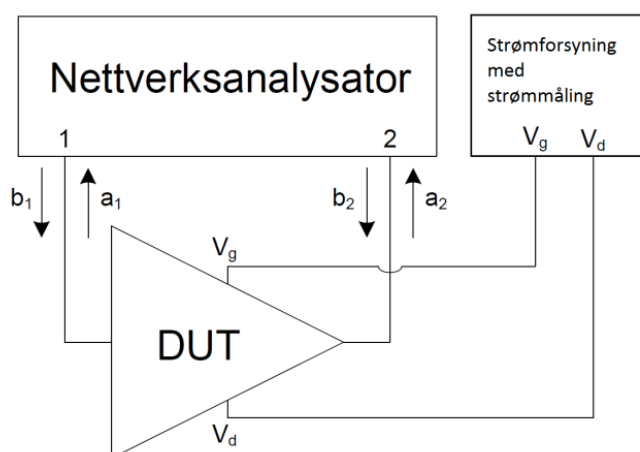 Nettverksanalysator
1 2
Strømforsyning
med
strømmåling
Vg Vd
b1 a1 b2 a2
Vg
DUT
Vd